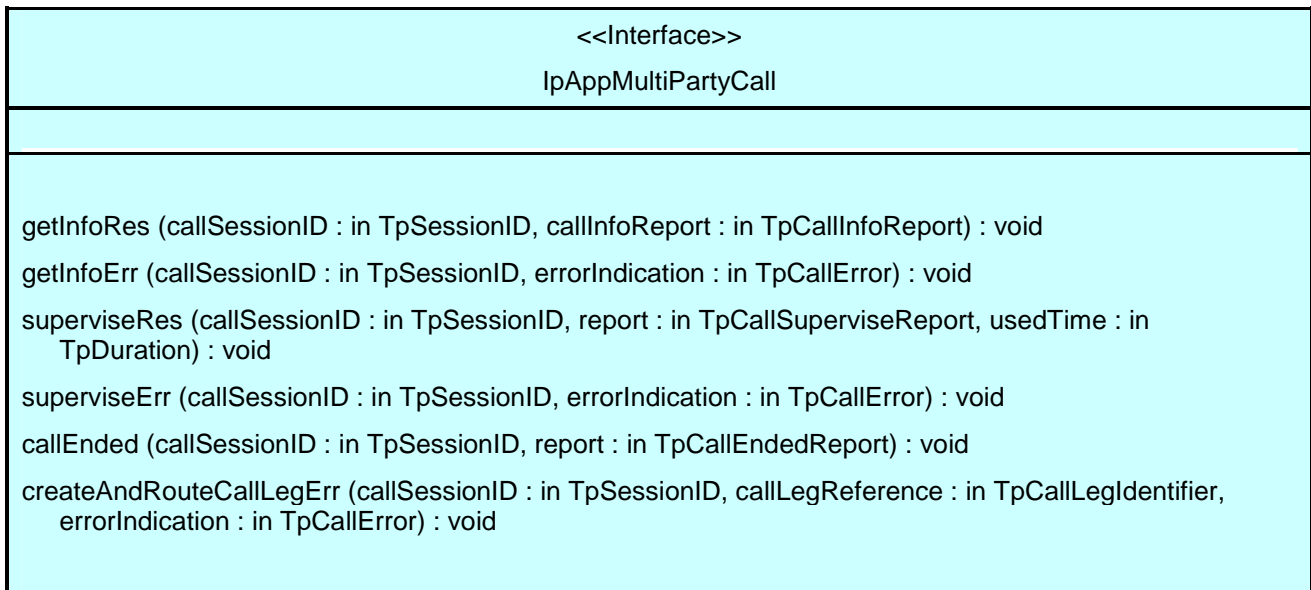 <<Interface>>
IpAppMultiPartyCall
getInfoRes (callSessionID : in TpSessionID, callInfoReport : in TpCallInfoReport) : void
getInfoErr (callSessionID : in TpSessionID, errorIndication : in TpCallError) : void
superviseRes (callSessionID : in TpSessionID, report : in TpCallSuperviseReport, usedTime : in
TpDuration) : void
superviseErr (callSessionID : in TpSessionID, errorIndication : in TpCallError) : void
callEnded (callSessionID : in TpSessionID, report : in TpCallEndedReport) : void
createAndRouteCallLegErr (callSessionID : in TpSessionID, callLegReference : in TpCallLegIdentifier,
errorIndication : in TpCallError) : void